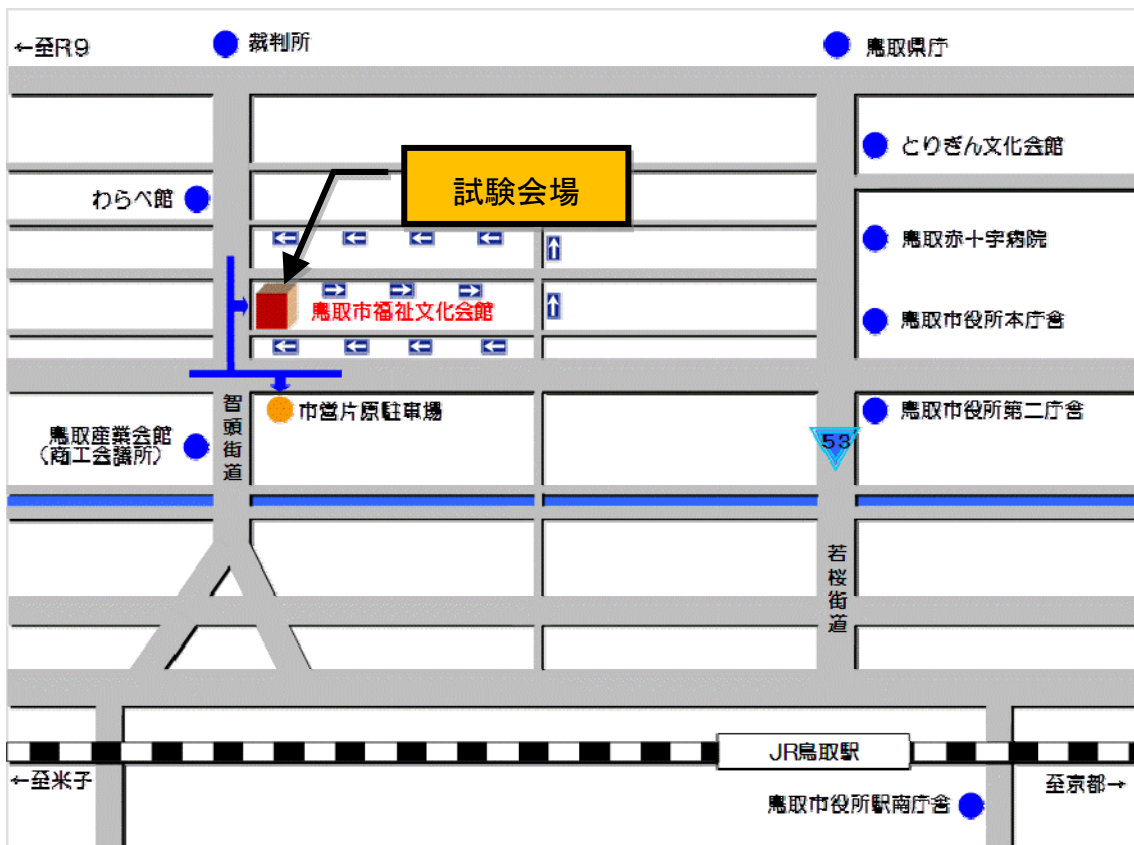 ←至R9
裁判所
鳥取県庁
とりぎん文化会館
わらべ館
試験会場
鳥取赤十字病院
鳥取市福祉文化会館
鳥取市役所本庁舎
智頭街道
市営片原駐車場
鳥取市役所第二庁舎
鳥取産業会館
(商工会議所)
53
若桜街道
JR鳥取駅
←至米子
至京都→
鳥取市役所駅南庁舎